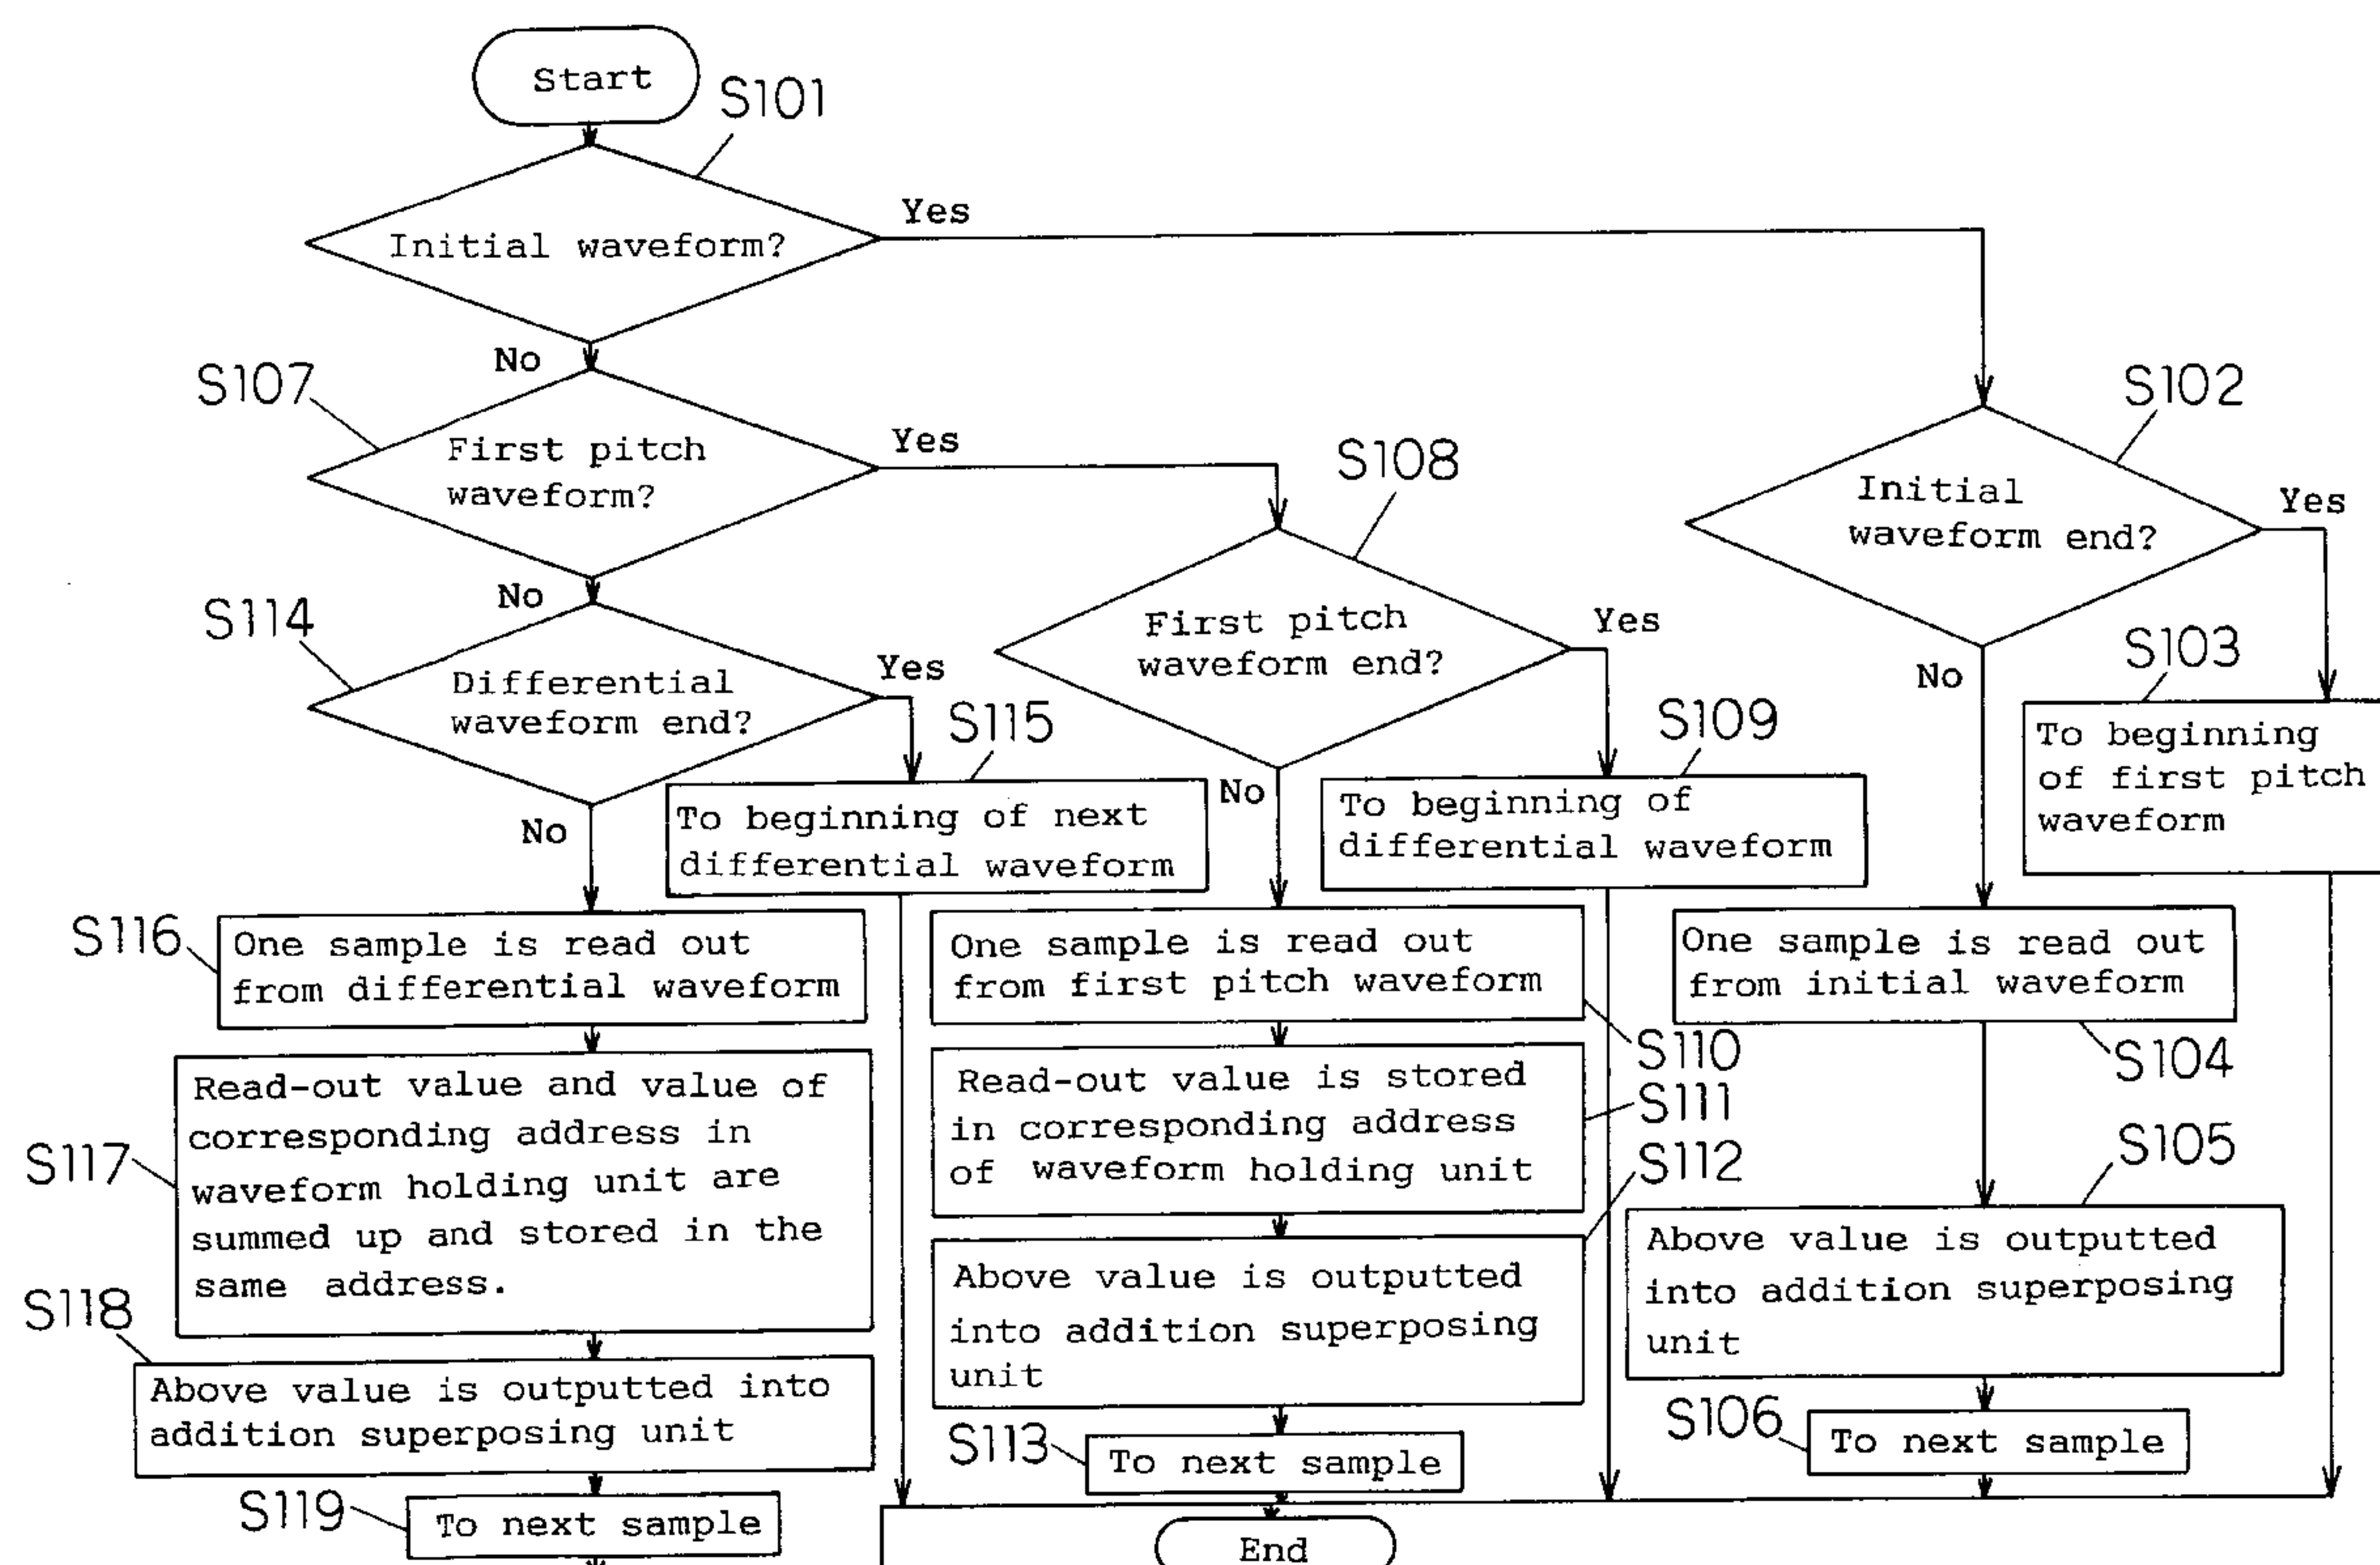 Start
S101
Initial waveform?
Yes
No
S107
First pitch
waveform?
Yes
No
S114
Differential
waveform end?
Yes
No
S115
To beginning of next
differential waveform
S116
One sample is read out
from differential waveform
S117
Read-out value and value of
corresponding address in
waveform holding unit are
summed up and stored in the
same address.
S118
Above value is outputted into
addition superposing unit
S119
To next sample
S108
First pitch
waveform end?
Yes
No
S109
To beginning of
differential waveform
One sample is read out
from first pitch waveform
S110
Read-out value is stored
in corresponding address
of waveform holding unit
S111
S112
Above value is outputted
into addition superposing
unit
S113
To next sample
S102
Initial
waveform end?
Yes
No
S103
To beginning
of first pitch
waveform
One sample is read out
from initial waveform
S104
S105
Above value is outputted
into addition superposing
unit
S106
To next sample
End